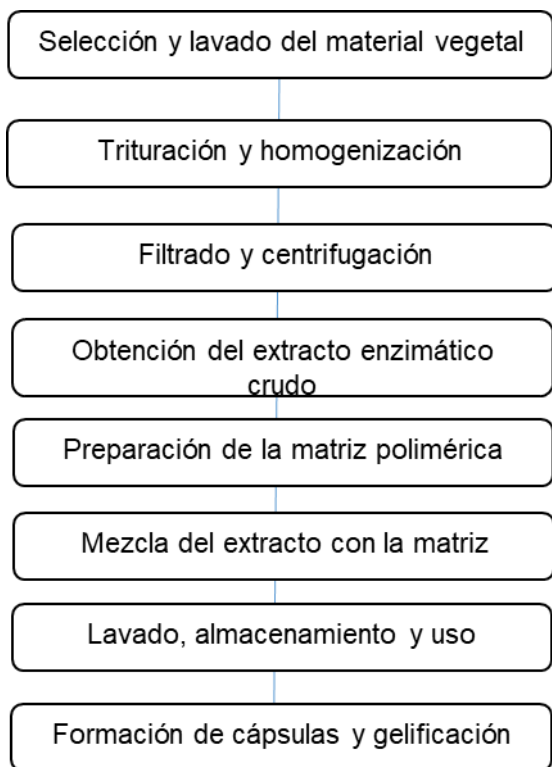 Selección y lavado del material vegetal
Trituración y homogenización
Filtrado y centrifugación
Obtención del extracto enzimático
crudo
Preparación de la matriz polimérica
Mezcla del extracto con la matriz
Lavado, almacenamiento y uso
Formación de cápsulas y gelificación